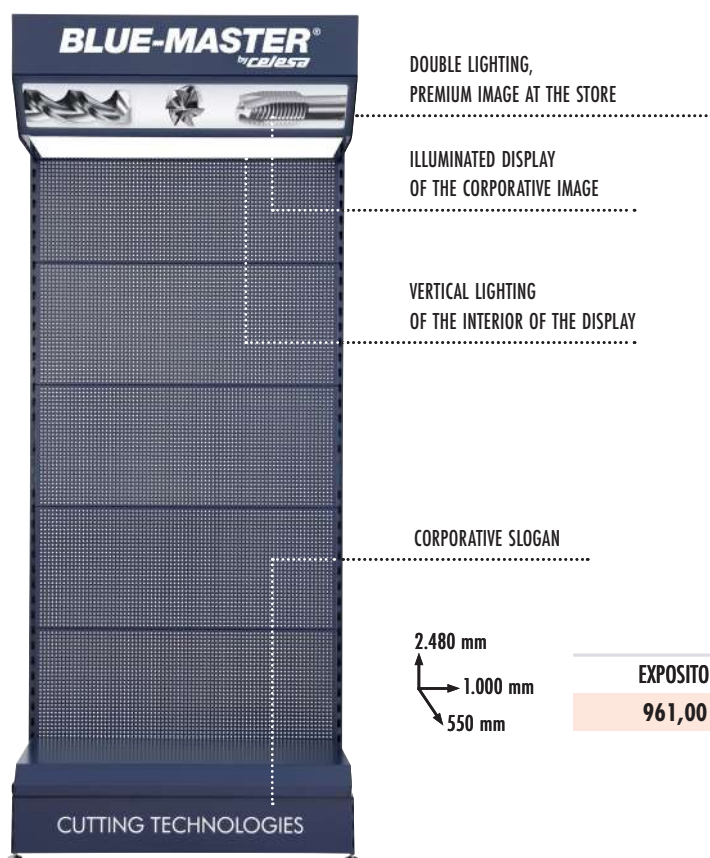 BLUE-MASTER®
by celesa
DOUBLE LIGHTING,
PREMIUM IMAGE AT THE STORE
ILLUMINATED DISPLAY
OF THE CORPORATIVE IMAGE
VERTICAL LIGHTING
OF THE INTERIOR OF THE DISPLAY
CORPORATIVE SLOGAN
2.480 mm
1.000 mm
550 mm
EXPOSITO
961,00
CUTTING TECHNOLOGIES